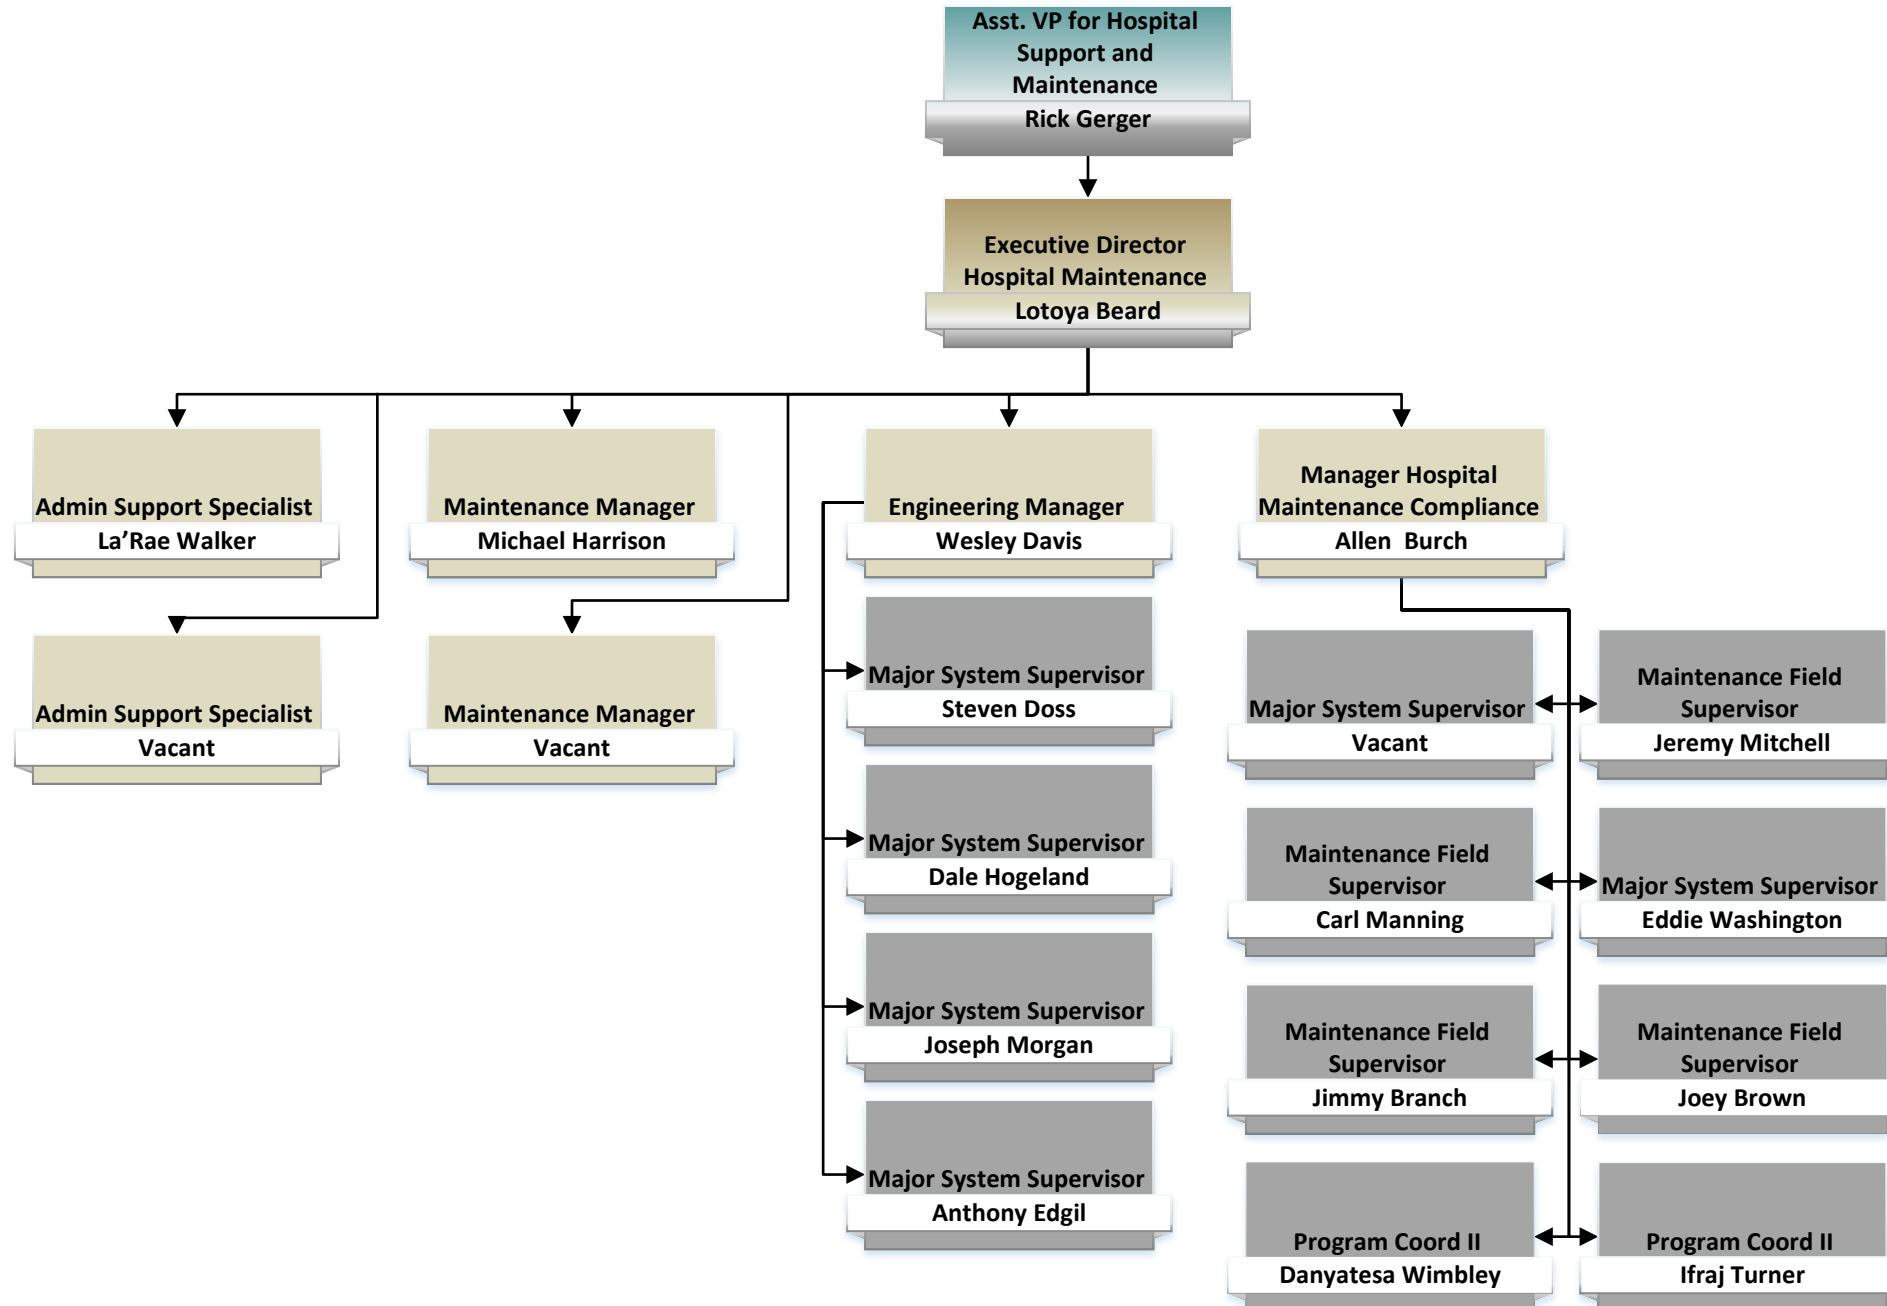 Asst. VP for Hospital
Support and
Maintenance
Rick Gerger
Executive Director
Hospital Maintenance
Lotoya Beard
Admin Support Specialist
La’Rae Walker
Maintenance Manager
Michael Harrison
Engineering Manager
Wesley Davis
Manager Hospital
Maintenance Compliance
Allen  Burch
Admin Support Specialist
Vacant
Maintenance Manager
Vacant
Major System Supervisor
Steven Doss
Major System Supervisor
Dale Hogeland
Major System Supervisor
Joseph Morgan
Major System Supervisor
Anthony Edgil
Major System Supervisor
Vacant
Maintenance Field
Supervisor
Jeremy Mitchell
Maintenance Field
Supervisor
Carl Manning
Major System Supervisor
Eddie Washington
Maintenance Field
Supervisor
Jimmy Branch
Maintenance Field
Supervisor
Joey Brown
Program Coord II
Danyatesa Wimbley
Program Coord II
Ifraj Turner